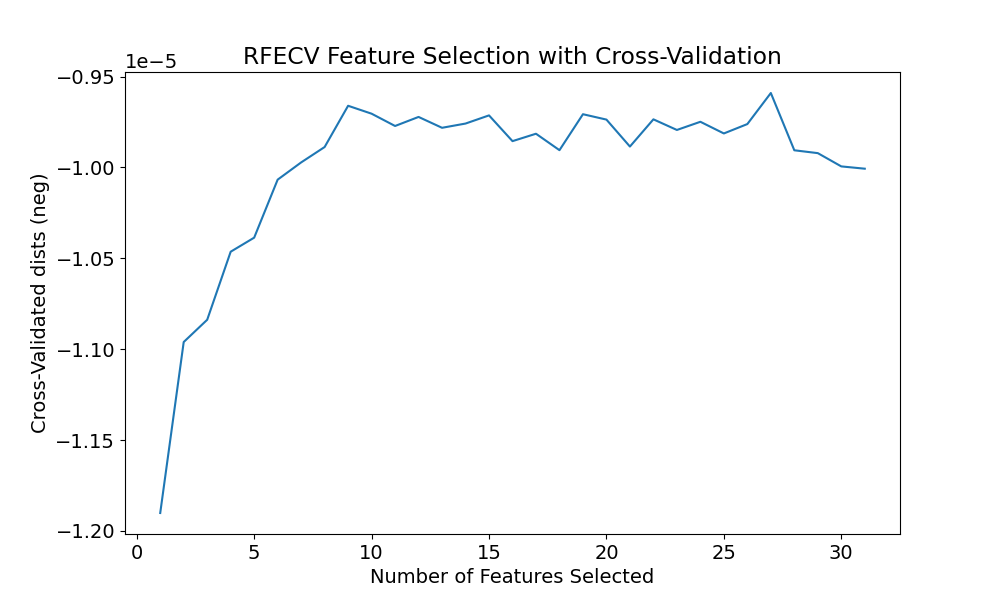 RFECV Feature Selection with Cross-Validation
1e−5
−0.95
−1.00
−1.05
−1.10
−1.15
−1.20
Cross-Validated dists (neg)
0 5 10 15 20 25 30
Number of Features Selected